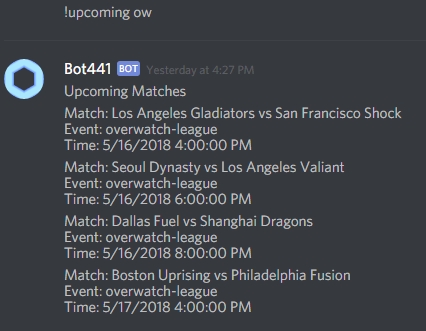 !upcoming ow
Bot441 BOT Yesterday at 4:27 PM
Upcoming Matches
Match: Los Angeles Gladiators vs San Francisco Shock
Event: overwatch-league
Time: 5/16/2018 4:00:00 PM
Match: Seoul Dynasty vs Los Angeles Valiant
Event: overwatch-league
Time: 5/16/2018 6:00:00 PM
Match: Dallas Fuel vs Shanghai Dragons
Event: overwatch-league
Time: 5/16/2018 8:00:00 PM
Match: Boston Uprising vs Philadelphia Fusion
Event: overwatch-league
Time: 5/17/2018 4:00:00 PM